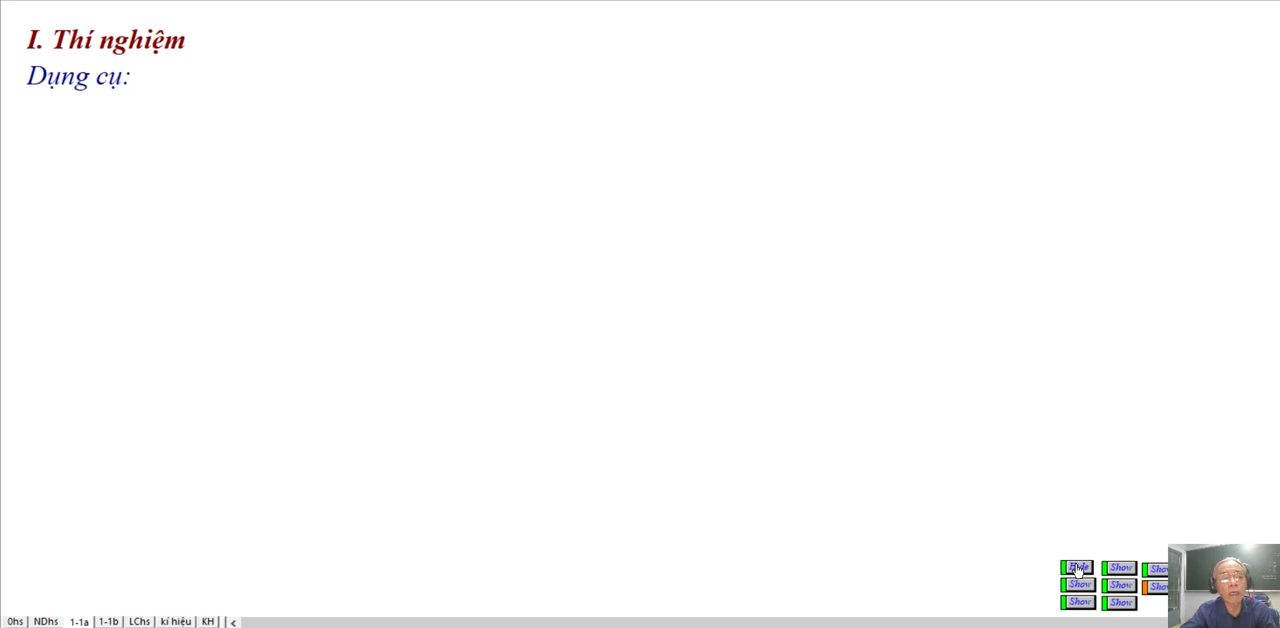 I. Thí nghiệm
Dụng cụ:
Show
Show
Show
Show
Show
Show
0hs | NDhs | 1-1a | 1-1b | LChs | kí hiệu | KH | | <